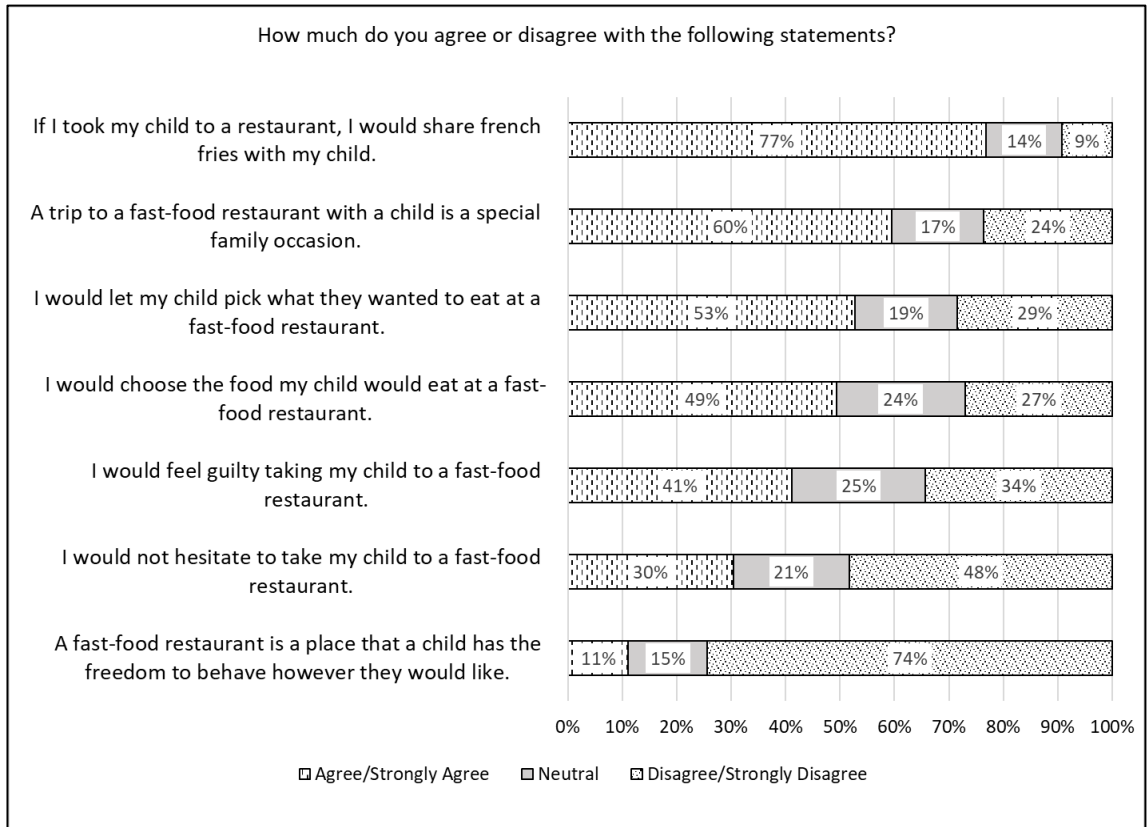 How much do you agree or disagree with the following statements?
If I took my child to a restaurant, I would share french
fries with my child.
77% 14% 9%
A trip to a fast-food restaurant with a child is a special
family occasion.
60% 17% 24%
I would let my child pick what they wanted to eat at a
fast-food restaurant.
53% 19% 29%
I would choose the food my child would eat at a fast-
food restaurant.
49% 24% 27%
I would feel guilty taking my child to a fast-food
restaurant.
41% 25% 34%
I would not hesitate to take my child to a fast-food
restaurant.
30% 21% 48%
A fast-food restaurant is a place that a child has the
freedom to behave however they would like.
11% 15% 74%
0% 10% 20% 30% 40% 50% 60% 70% 80% 90% 100%
Agree/Strongly Agree Neutral Disagree/Strongly Disagree